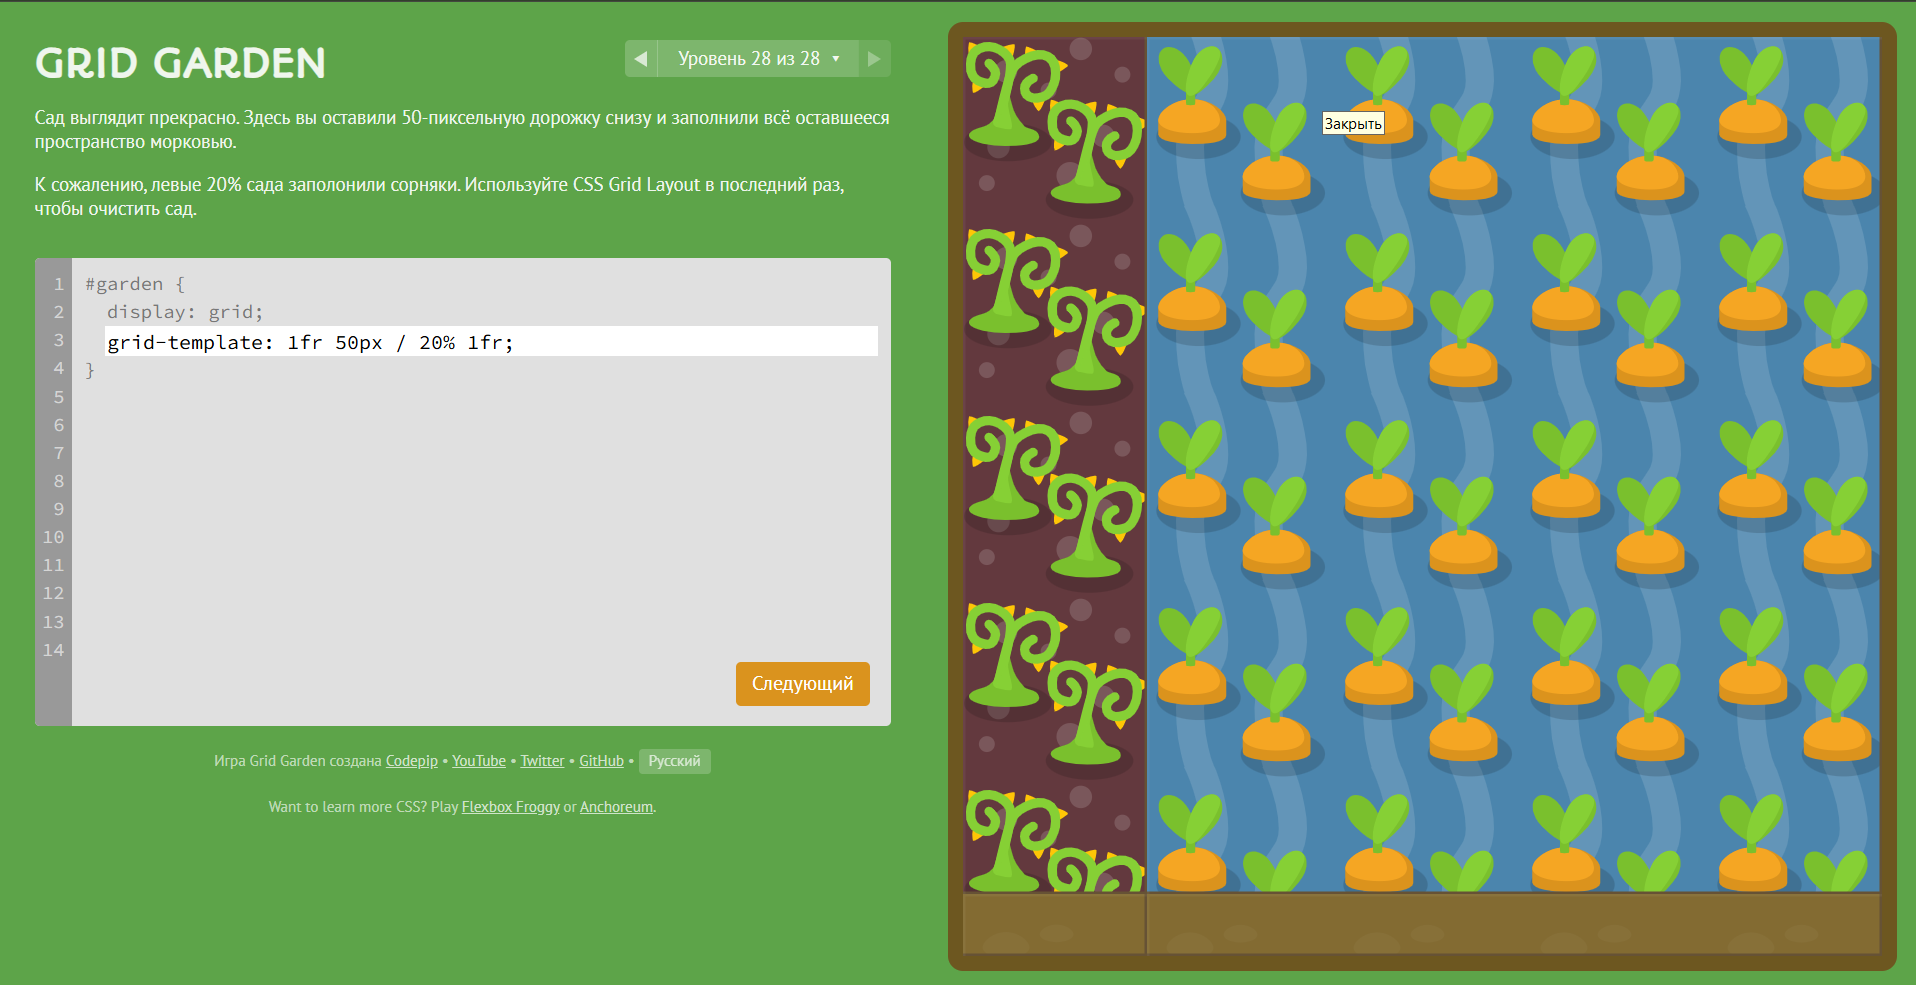 GRID GARDEN
◀ Уровень 28 из 28 ▼ ▶
Сад выглядит прекрасно. Здесь вы оставили 50-пиксельную дорожку снизу и заполнили всё оставшееся
пространство морковью.
К сожалению, левые 20% сада заполонили сорняки. Используйте CSS Grid Layout в последний раз,
чтобы очистить сад.
1 #garden {
2 display: grid;
3 grid-template: 1fr 50px / 20% 1fr;
4 }
5
6
7
8
9
10
11
12
13
14
Следующий
Игра Grid Garden создана Codepip • YouTube • Twitter • GitHub • Русский
Want to learn more CSS? Play Flexbox Froggy or Anchoreum.
Закрыть